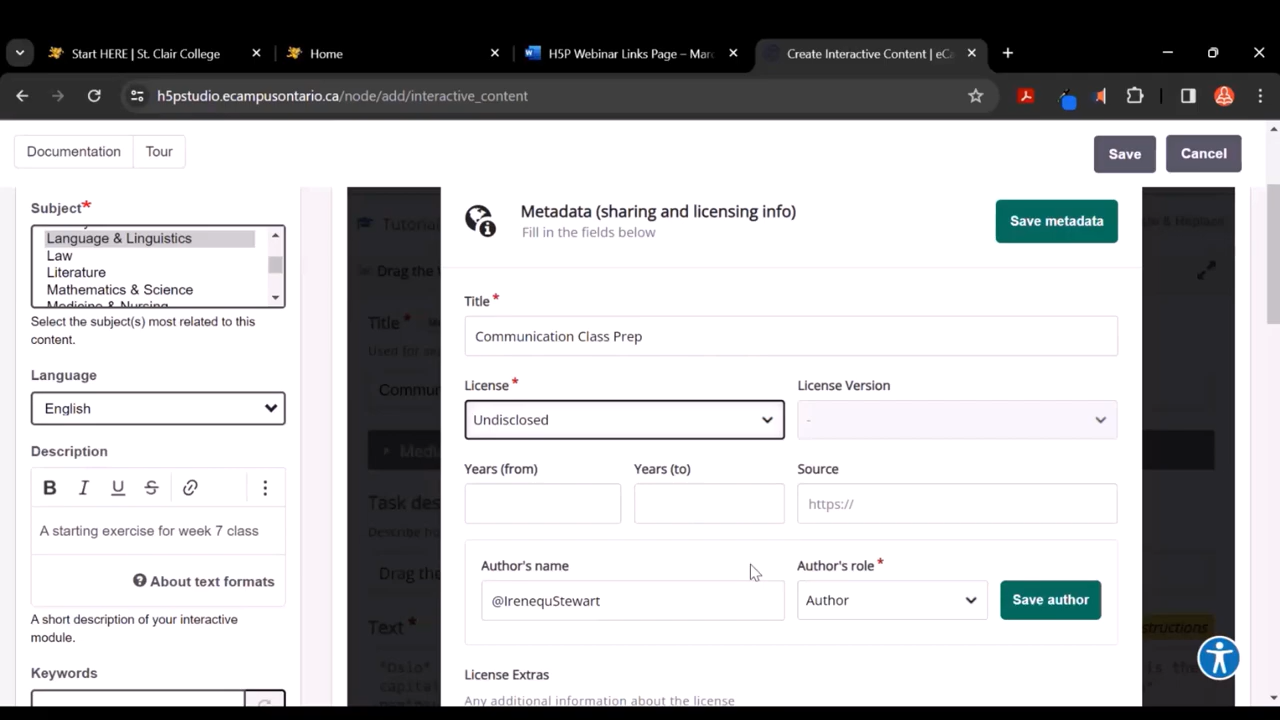 Start HERE | St. Clair College
Home
H5P Webinar Links Page – Marc
Create Interactive Content | eCa
h5pstudio.ecampusontario.ca/node/add/interactive_content
Documentation
Tour
Save
Cancel
Subject*
Language & Linguistics
Law
Literature
Mathematics & Science
Medicine & Nursing
Select the subject(s) most related to this
content.
Language
English
Description
B I U S
A starting exercise for week 7 class
About text formats
A short description of your interactive
module.
Keywords
Tutorial
Drag the
Title *
Used for
Commu
Task des
Drag the
Text *
"Oslo"
Metadata (sharing and licensing info)
Fill in the fields below
Save metadata
Title *
Communication Class Prep
License *
Undisclosed
License Version
-
Years (from)
Years (to)
Source
https://
Author's name
@IrenequStewart
Author's role *
Author
Save author
License Extras
Any additional information about the license